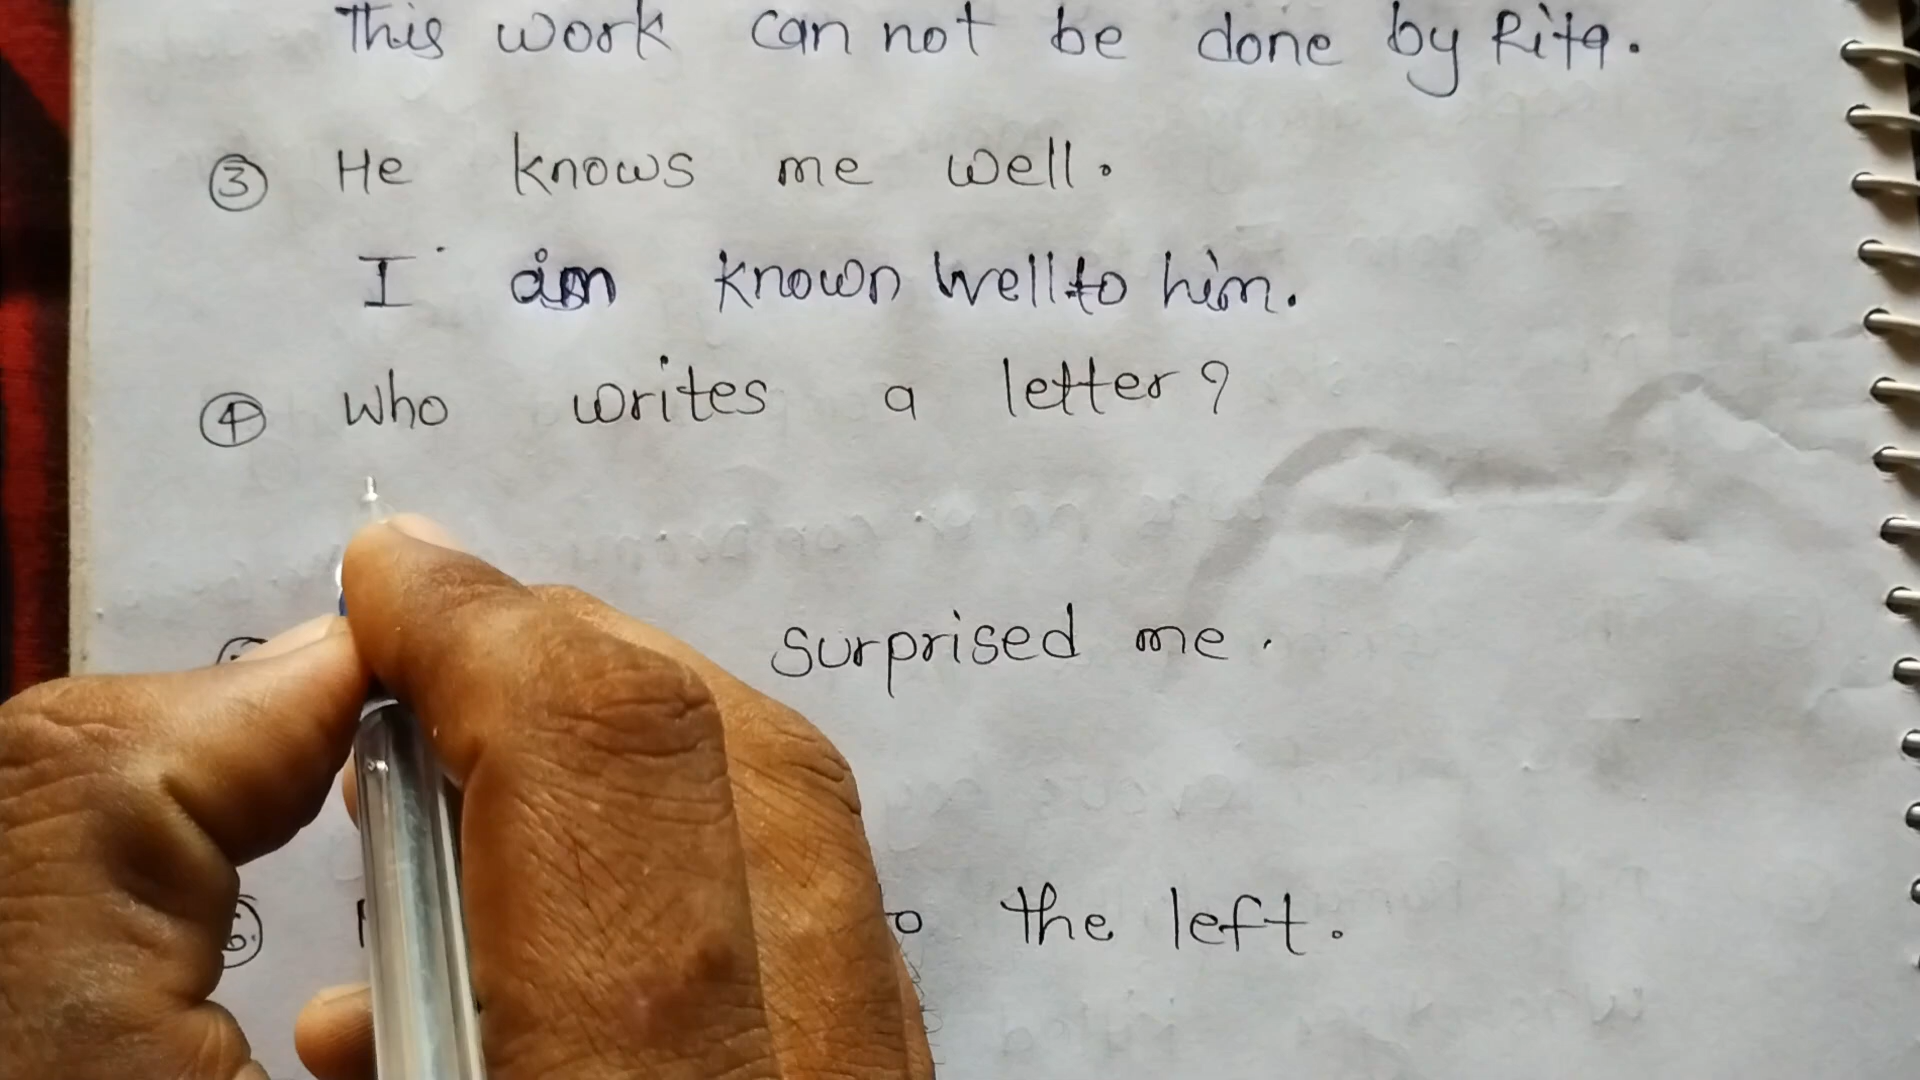 This work can not be done by Rita.
③ He knows me well.
I am known well to him.
④ Who writes a letter?
surprised me.
the left.